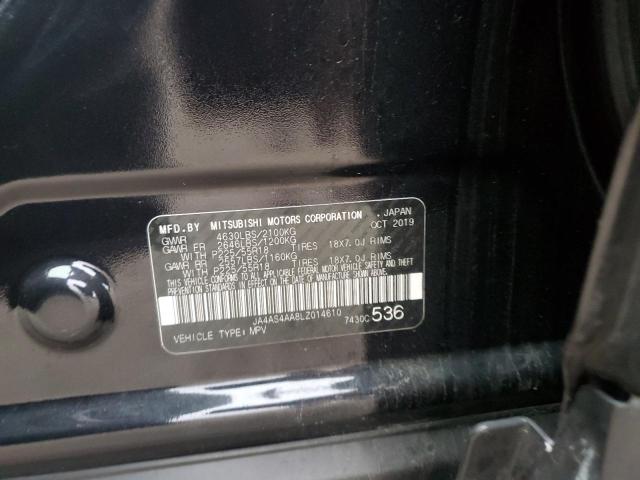 MFD.BY MITSUBISHI MOTORS CORPORATION , JAPAN
GVWR 4630LBS/2100KG OCT 2019
GAWR FR 2646LBS/1200KG
WITH P225/55R18 TIRES 18X7.0J RIMS
GAWR RR 2557LBS/1160KG
WITH P225/55R18 TIRES 18X7.0J RIMS
THIS VEHICLE CONFORMS TO ALL APPLICABLE FEDERAL
MOTOR VEHICLE SAFETY, BUMPER, AND THEFT
PREVENTION STANDARDS IN EFFECT ON THE DATE OF
MANUFACTURE SHOWN ABOVE.
JA4AS4AA8LZ014610
VEHICLE TYPE: MPV 7430C 536